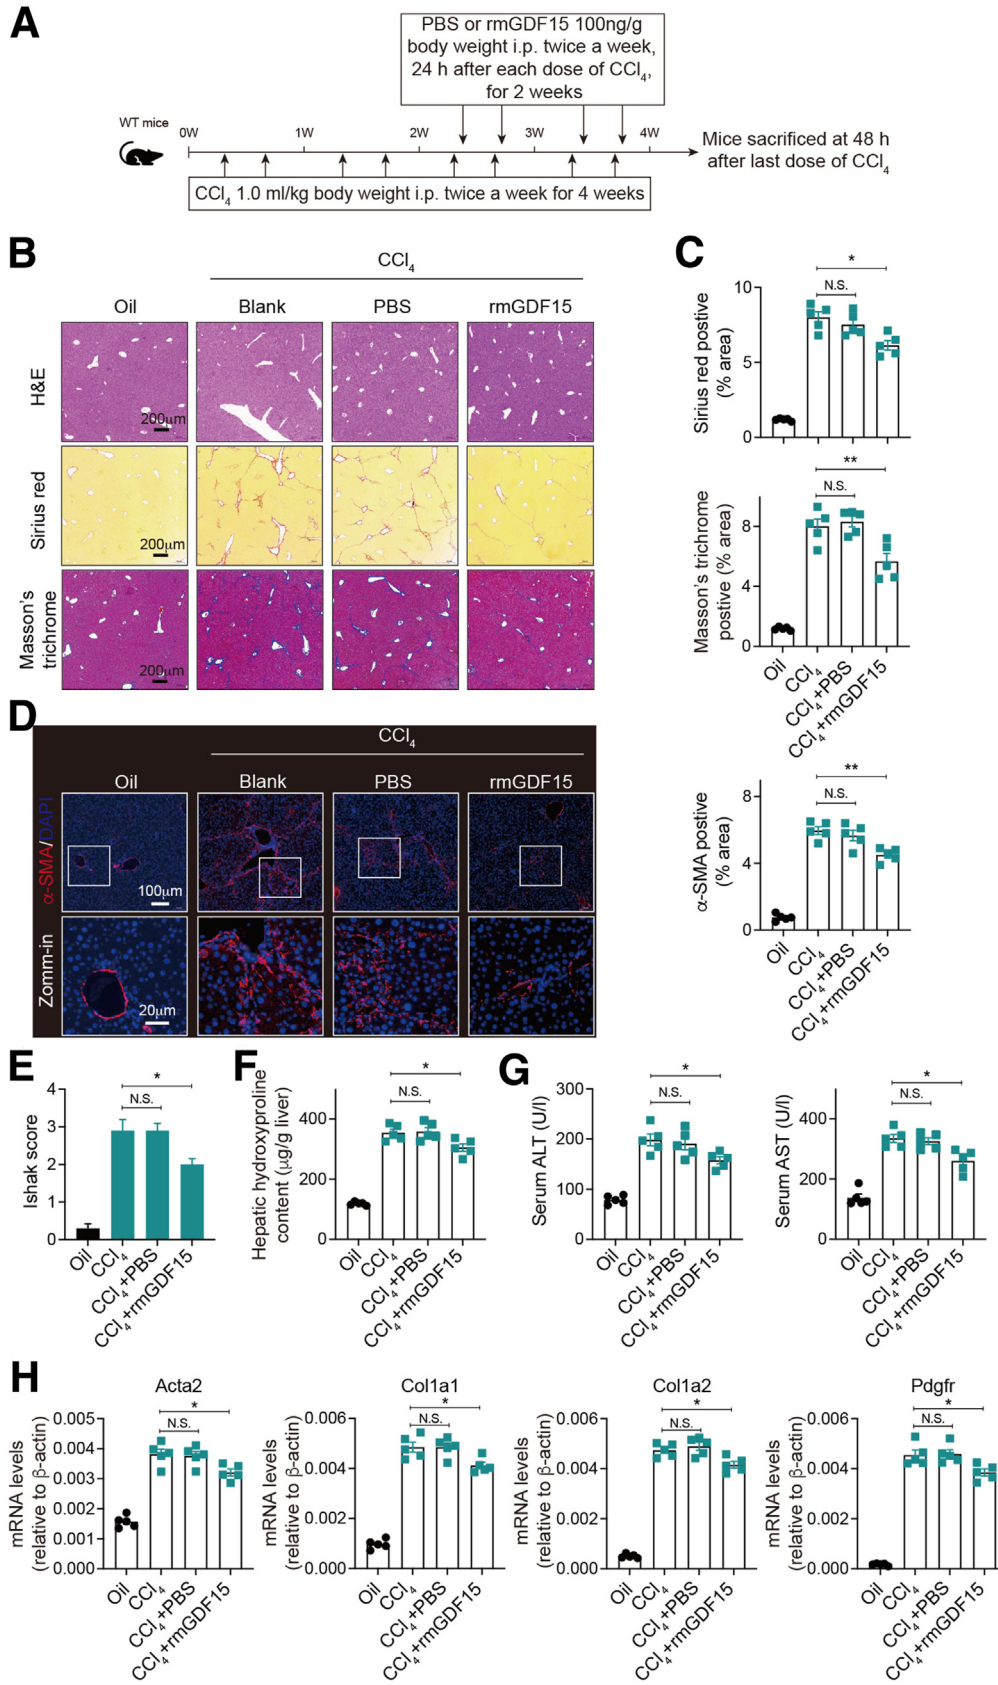 A
PBS or rmGDF15 100ng/g
body weight i.p. twice a week,
24 h after each dose of CCl4,
for 2 weeks
WT mice
0W 1W 2W 3W 4W
Mice sacrificed at 48 h
after last dose of CCl4
CCl4 1.0 ml/kg body weight i.p. twice a week for 4 weeks
B
CCl4
Oil Blank PBS rmGDF15
H&E
200μm
Sirius red
200μm
Masson's
trichrome
200μm
C
Sirius red postive
(% area)
10
5
0
*
N.S.
Masson's trichrome
postive (% area)
8
4
0
**
N.S.
Oil CCl4 CCl4+PBS CCl4+rmGDF15
α-SMA postive
(% area)
8
4
0
**
N.S.
Oil CCl4 CCl4+PBS CCl4+rmGDF15
D
CCl4
Oil Blank PBS rmGDF15
α-SMA/DAPI
100μm
Zomm-in
20μm
E
Ishak score
4
3
2
1
0
*
N.S.
Oil CCl4 CCl4+PBS CCl4+rmGDF15
F
Hepatic hydroxyproline
content (μg/g liver)
400
200
0
*
N.S.
Oil CCl4 CCl4+PBS CCl4+rmGDF15
G
Serum ALT (U/l)
300
200
100
0
*
N.S.
Oil CCl4 CCl4+PBS CCl4+rmGDF15
Serum AST (U/l)
400
200
0
*
N.S.
Oil CCl4 CCl4+PBS CCl4+rmGDF15
H
Acta2
mRNA levels
(relative to β-actin)
0.005
0.004
0.003
0.002
0.001
0.000
*
N.S.
Oil CCl4 CCl4+PBS CCl4+rmGDF15
Col1a1
mRNA levels
(relative to β-actin)
0.006
0.004
0.002
0.000
*
N.S.
Oil CCl4 CCl4+PBS CCl4+rmGDF15
Col1a2
mRNA levels
(relative to β-actin)
0.006
0.004
0.002
0.000
*
N.S.
Oil CCl4 CCl4+PBS CCl4+rmGDF15
Pdgfr
mRNA levels
(relative to β-actin)
0.006
0.004
0.002
0.000
*
N.S.
Oil CCl4 CCl4+PBS CCl4+rmGDF15